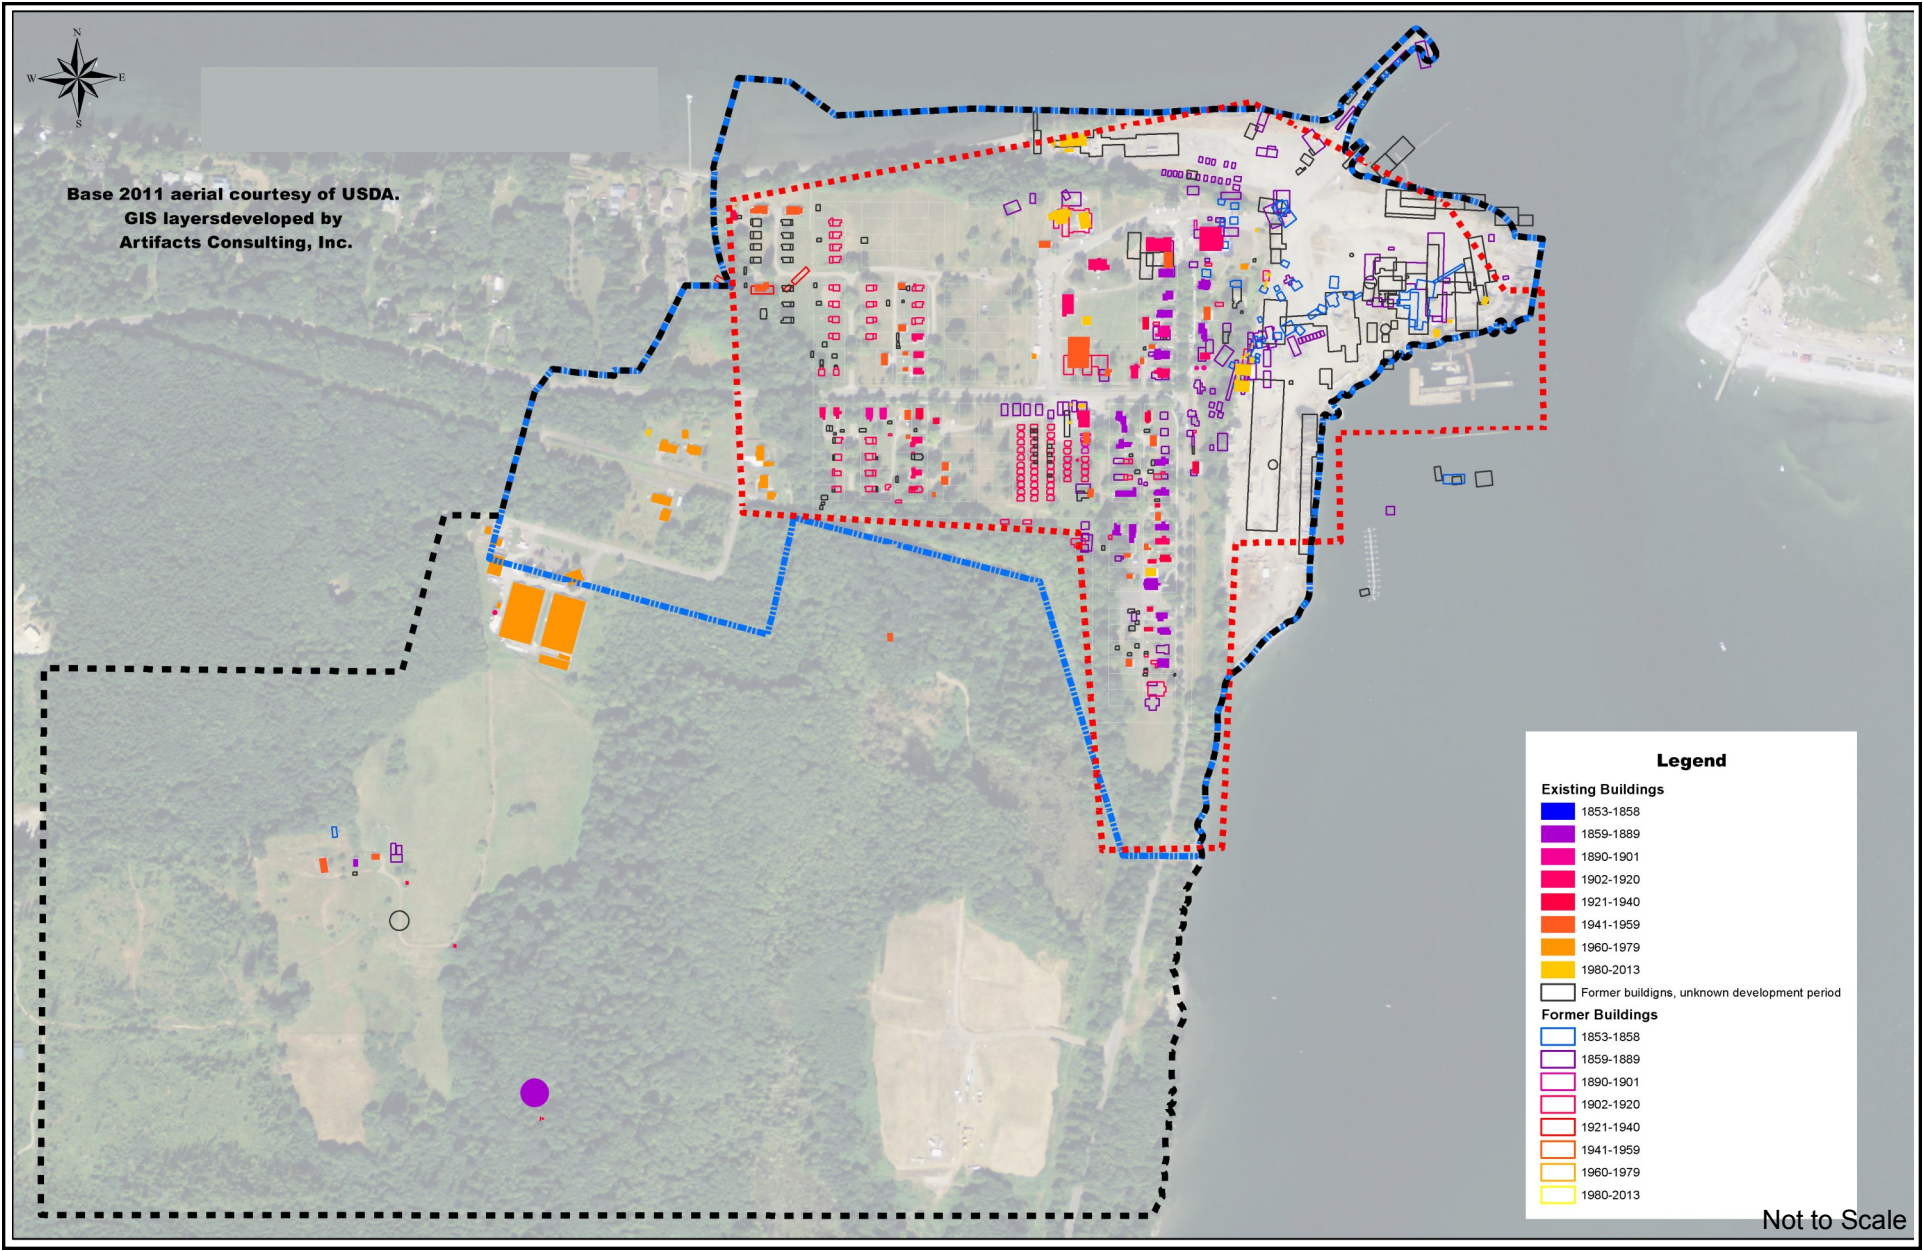 N
W E
S
Base 2011 aerial courtesy of USDA.
GIS layersdeveloped by
Artifacts Consulting, Inc.
Legend
Existing Buildings
1853-1858
1859-1889
1890-1901
1902-1920
1921-1940
1941-1959
1960-1979
1980-2013
Former buildigns, unknown development period
Former Buildings
1853-1858
1859-1889
1890-1901
1902-1920
1921-1940
1941-1959
1960-1979
1980-2013
Not to Scale